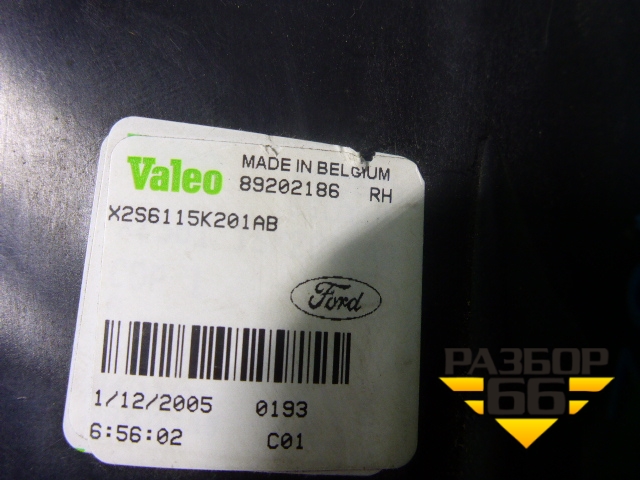 Valeo MADE IN BELGIUM
89202186 RH
X2S6115K201AB
Ford
1/12/2005 0193
6:56:02 C01
РАЗБОР
66